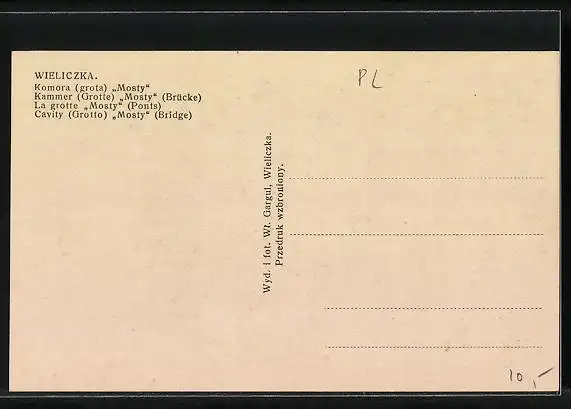 WIELICZKA.
Komora (grota) „Mosty“
Kammer (Grotte) „Mosty“ (Brücke)
La grotte „Mosty“ (Ponts)
Cavity (Grotto) „Mosty“ (Bridge)
Wyd. i fot. Wł. Gargul, Wieliczka.
Przedruk wzbroniony.
PL
10,-